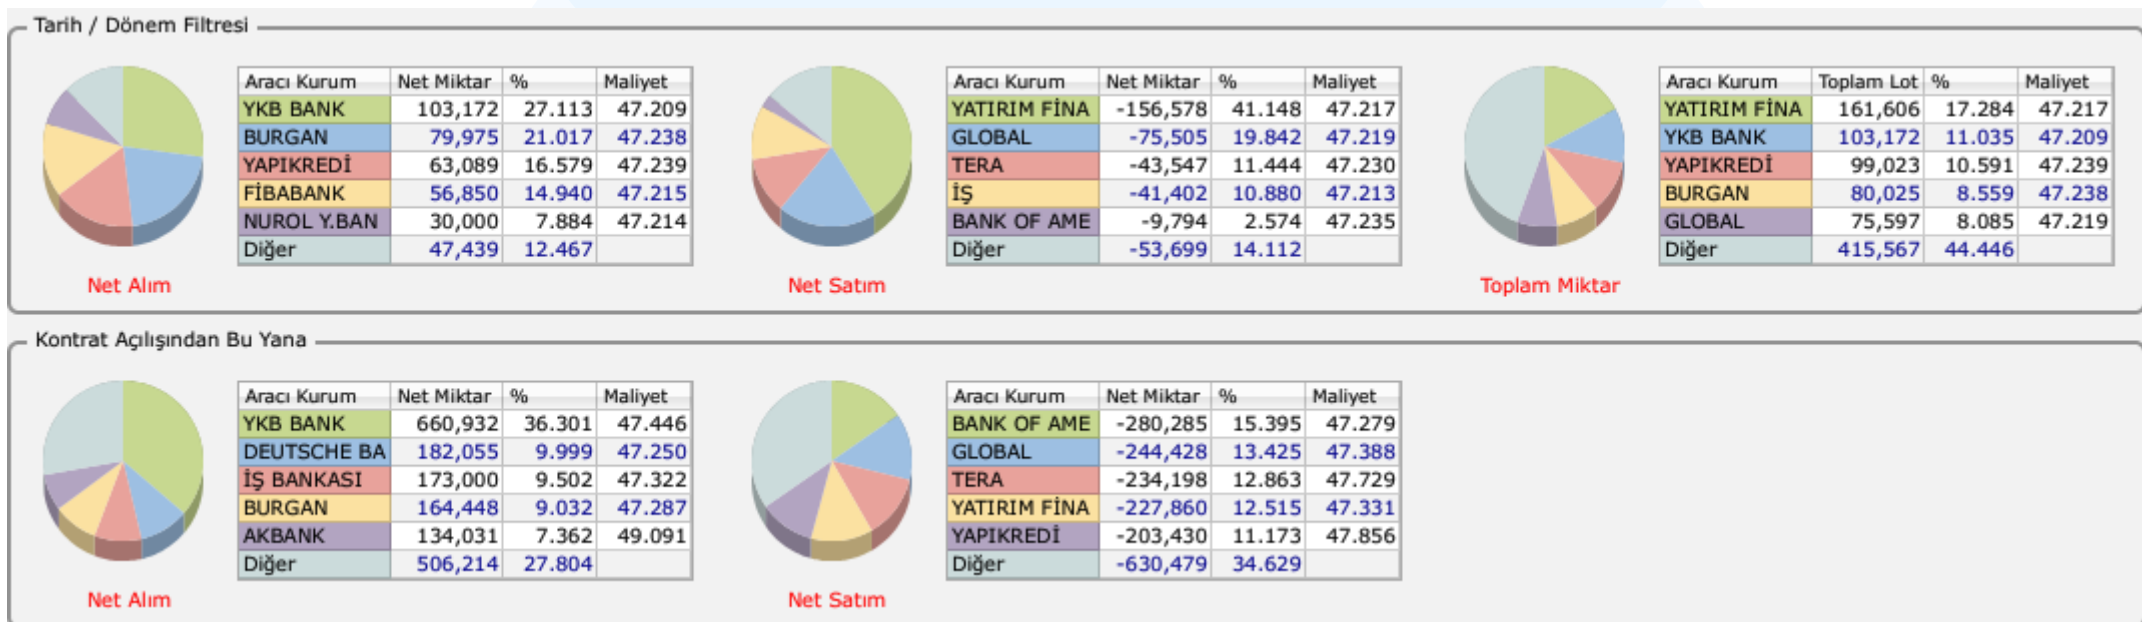 Tarih / Dönem Filtresi
Aracı Kurum Net Miktar % Maliyet
YKB BANK 103,172 27.113 47.209
BURGAN 79,975 21.017 47.238
YAPIKREDİ 63,089 16.579 47.239
FİBABANK 56,850 14.940 47.215
NUROL Y.BAN 30,000 7.884 47.214
Diğer 47,439 12.467
Net Alım
Aracı Kurum Net Miktar % Maliyet
YATIRIM FİNA -156,578 41.148 47.217
GLOBAL -75,505 19.842 47.219
TERA -43,547 11.444 47.230
İŞ -41,402 10.880 47.213
BANK OF AME -9,794 2.574 47.235
Diğer -53,699 14.112
Net Satım
Aracı Kurum Toplam Lot % Maliyet
YATIRIM FİNA 161,606 17.284 47.217
YKB BANK 103,172 11.035 47.209
YAPIKREDİ 99,023 10.591 47.239
BURGAN 80,025 8.559 47.238
GLOBAL 75,597 8.085 47.219
Diğer 415,567 44.446
Toplam Miktar
Kontrat Açılışından Bu Yana
Aracı Kurum Net Miktar % Maliyet
YKB BANK 660,932 36.301 47.446
DEUTSCHE BA 182,055 9.999 47.250
İŞ BANKASI 173,000 9.502 47.322
BURGAN 164,448 9.032 47.287
AKBANK 134,031 7.362 49.091
Diğer 506,214 27.804
Net Alım
Aracı Kurum Net Miktar % Maliyet
BANK OF AME -280,285 15.395 47.279
GLOBAL -244,428 13.425 47.388
TERA -234,198 12.863 47.729
YATIRIM FİNA -227,860 12.515 47.331
YAPIKREDİ -203,430 11.173 47.856
Diğer -630,479 34.629
Net Satım